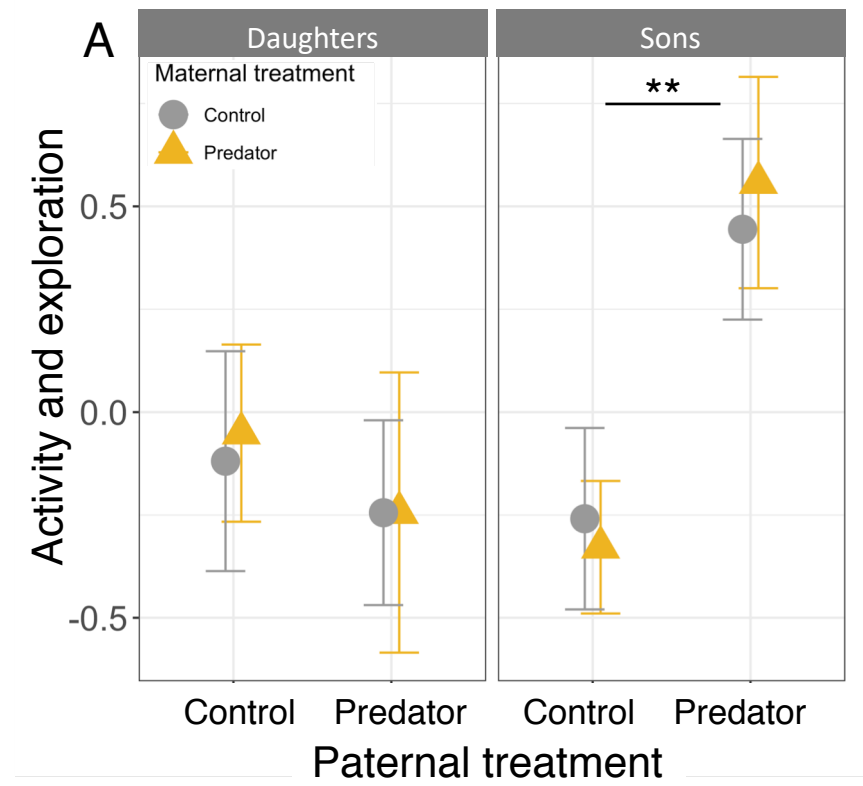 A
Daughters
Sons
Maternal treatment
Control
Predator
**
Activity and exploration
0.5
0.0
-0.5
Control
Predator
Control
Predator
Paternal treatment